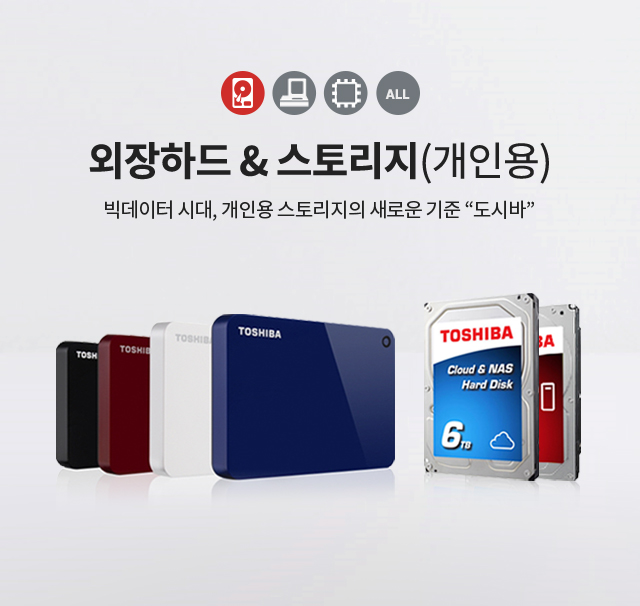 ALL
외장하드 & 스토리지(개인용)
빅데이터 시대, 개인용 스토리지의 새로운 기준 “도시바”
TOSHIBA
TOSHIBA
TOSHIBA
TOSHIBA
TOSHIBA
Cloud & NAS
Hard Disk
6TB